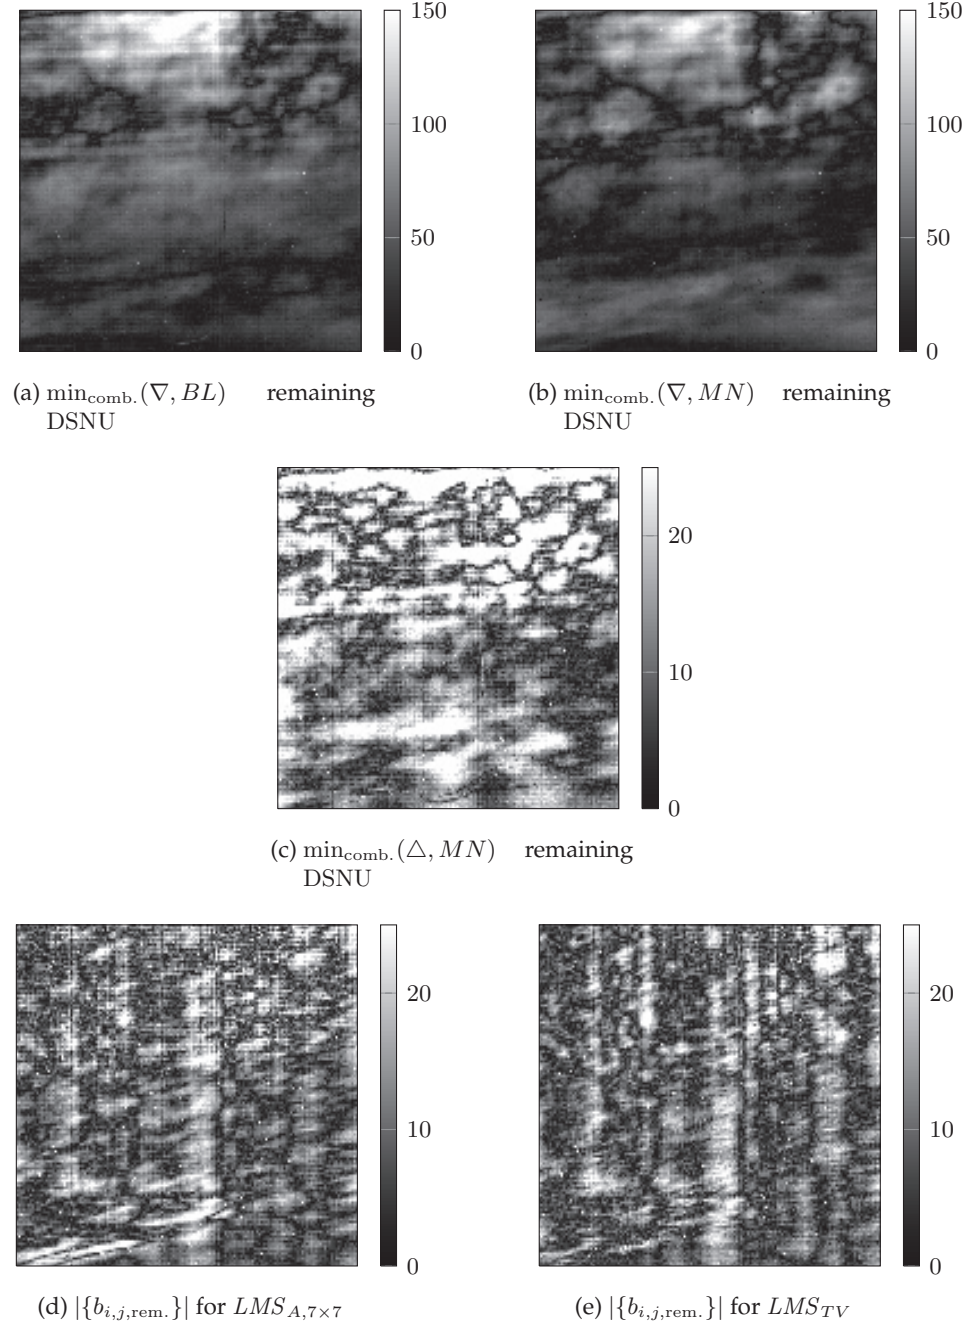 150
100
50
0
(a) min_comb.(∇, BL) remaining
DSNU
150
100
50
0
(b) min_comb.(∇, MN) remaining
DSNU
20
10
0
(c) min_comb.(△, MN) remaining
DSNU
20
10
0
(d) |{b_i,j,rem.}| for LMS_A,7×7
20
10
0
(e) |{b_i,j,rem.}| for LMS_TV